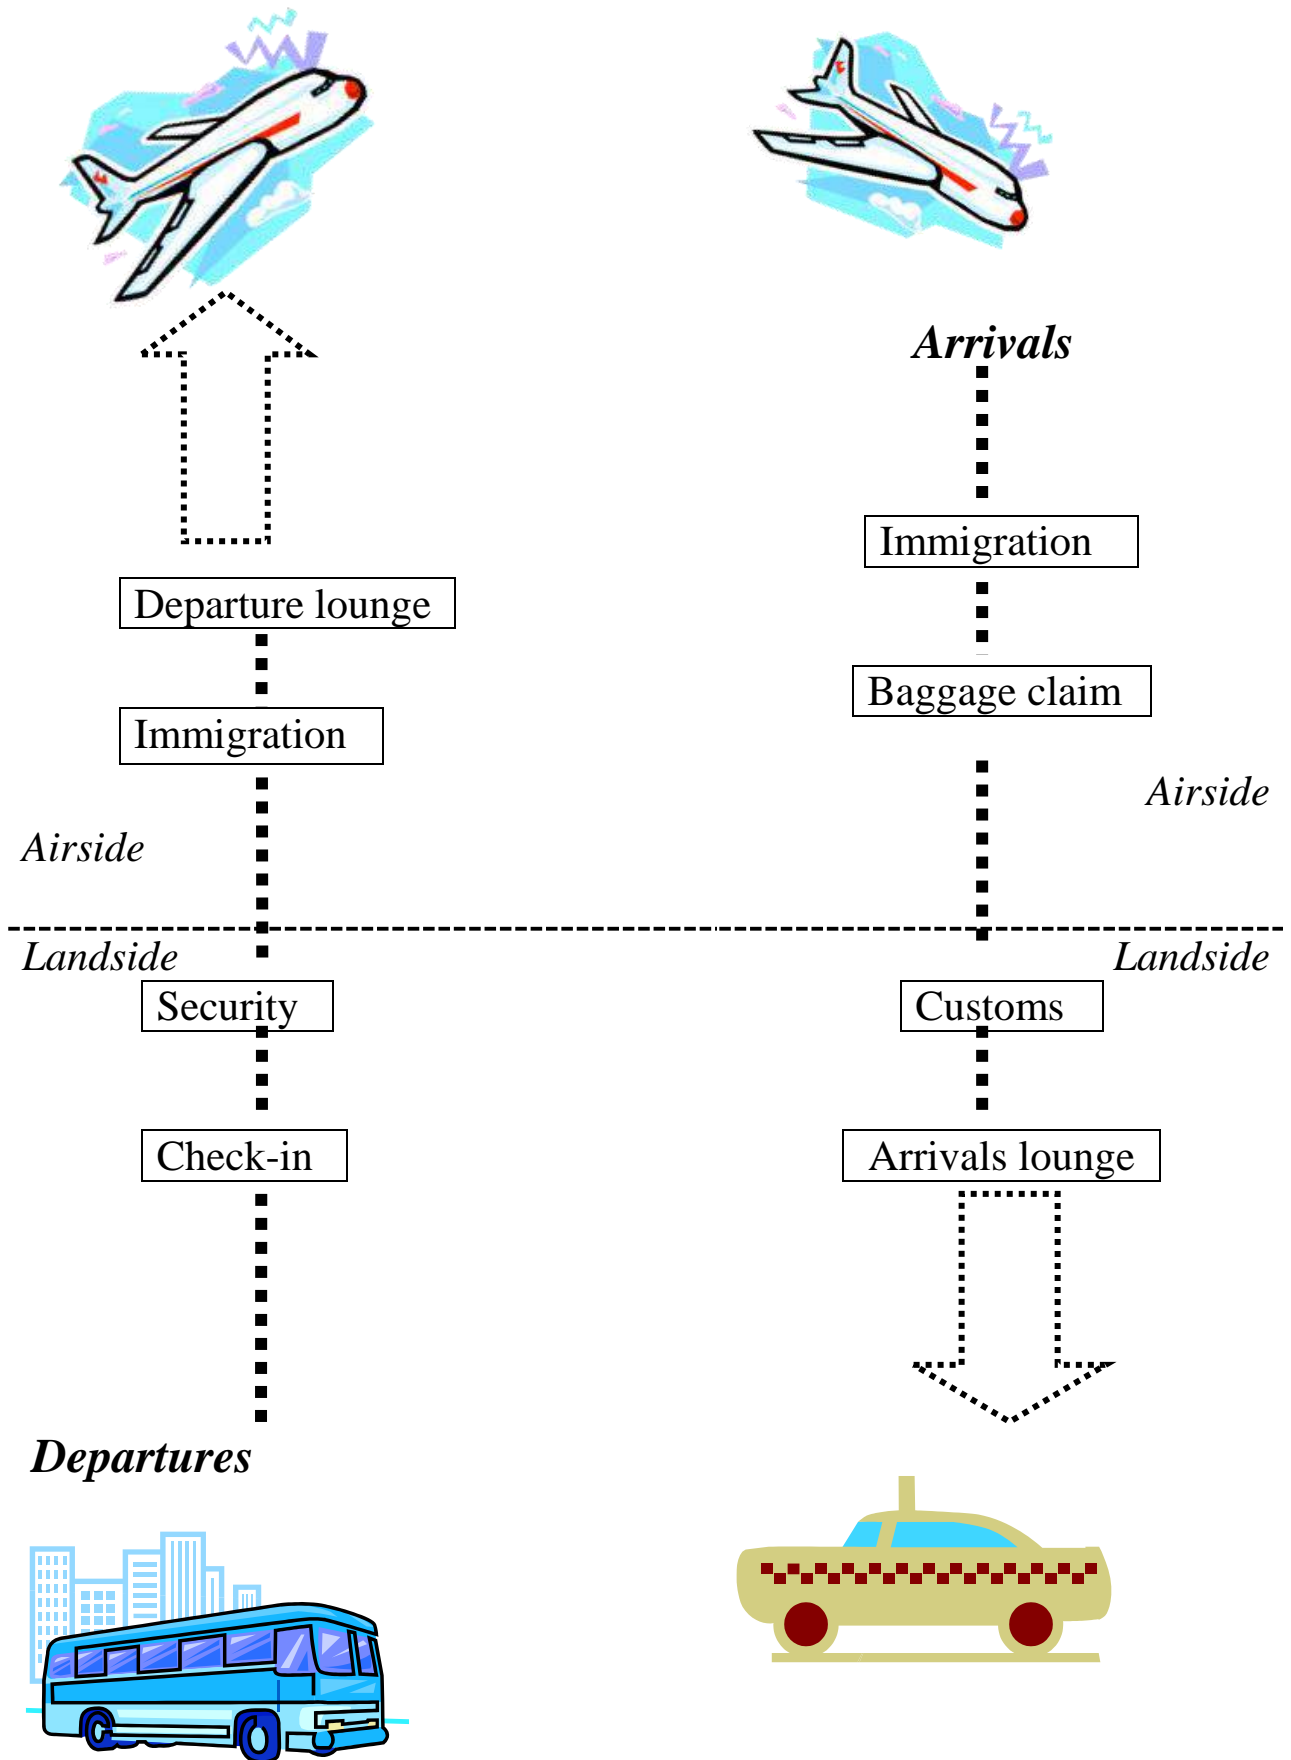 Arrivals
Immigration
Departure lounge
Baggage claim
Immigration
Airside
Airside
Landside
Landside
Security
Customs
Check-in
Arrivals lounge
Departures